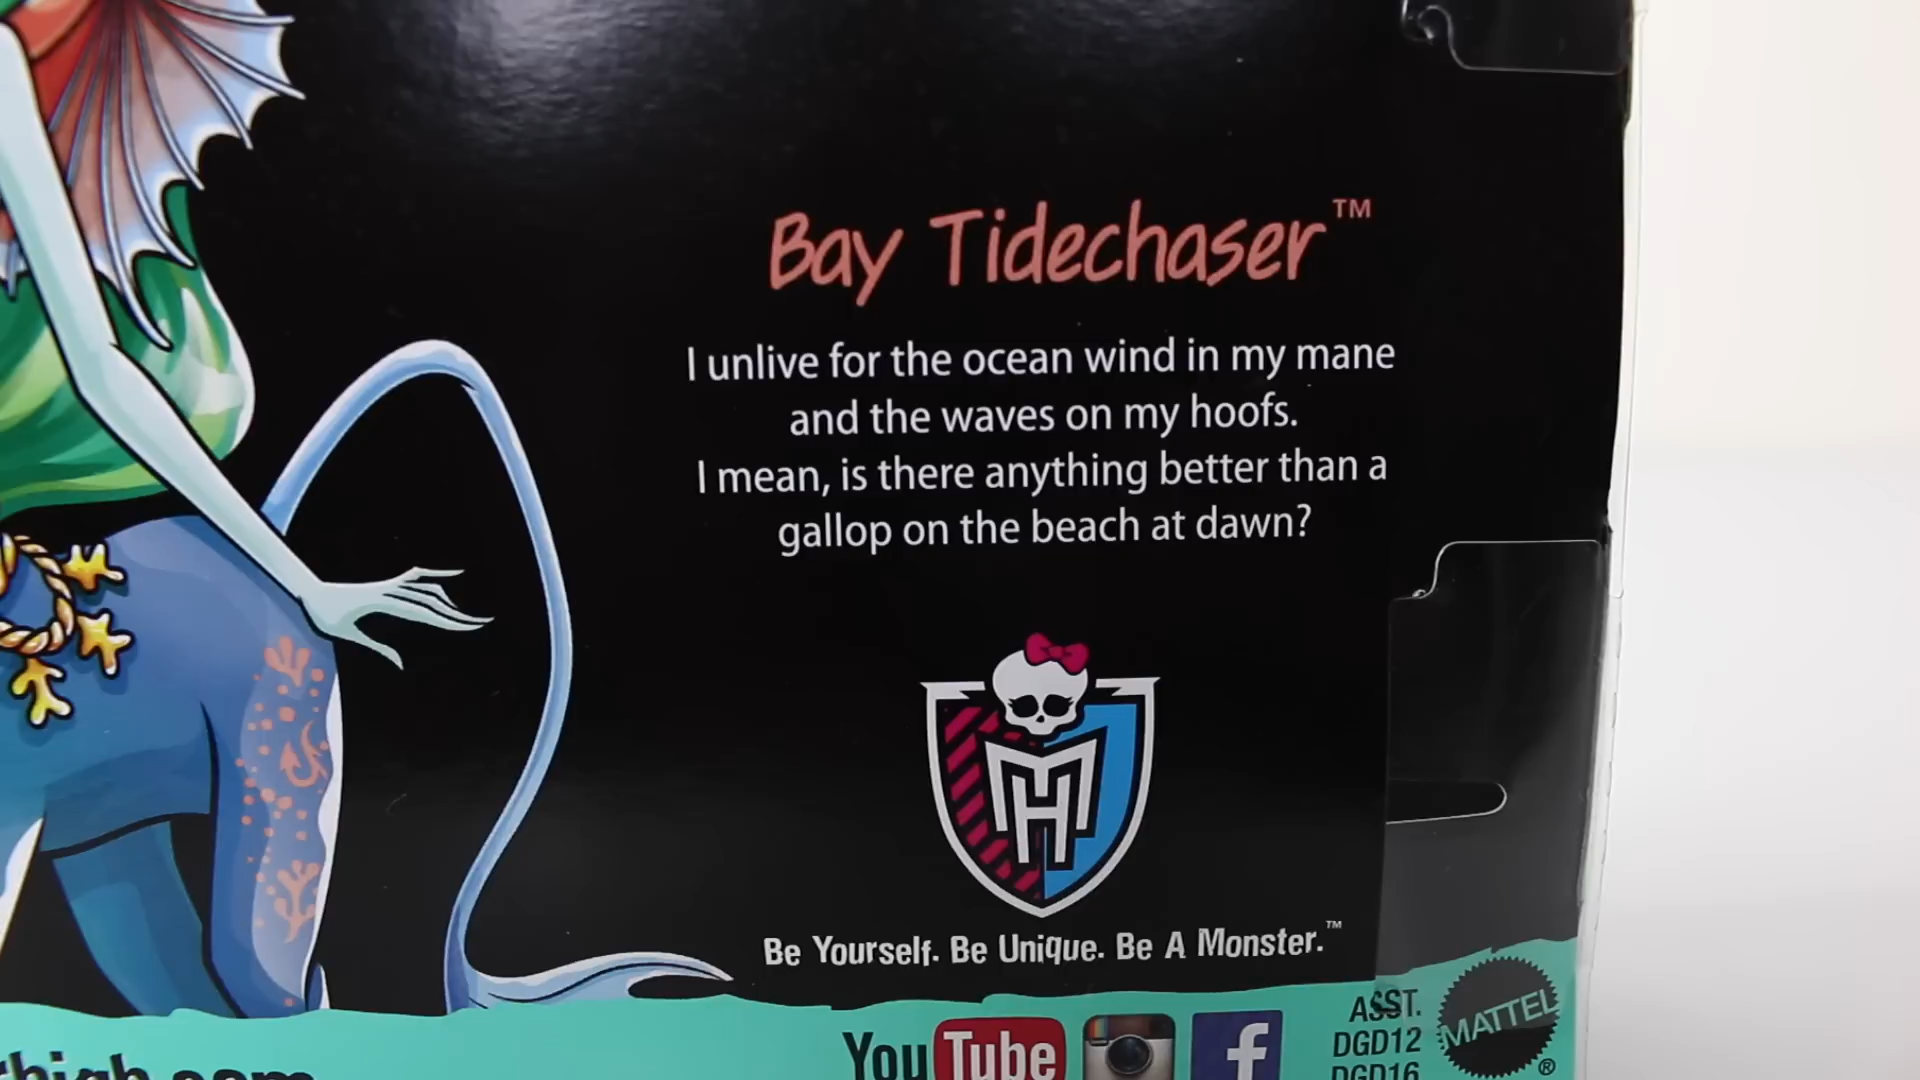 Bay Tidechaser™
I unlive for the ocean wind in my mane
and the waves on my hoofs.
I mean, is there anything better than a
gallop on the beach at dawn?
MH
Be Yourself. Be Unique. Be A Monster.™
YouTube
f
ASST.
DGD12
DGD16
MATTEL
®